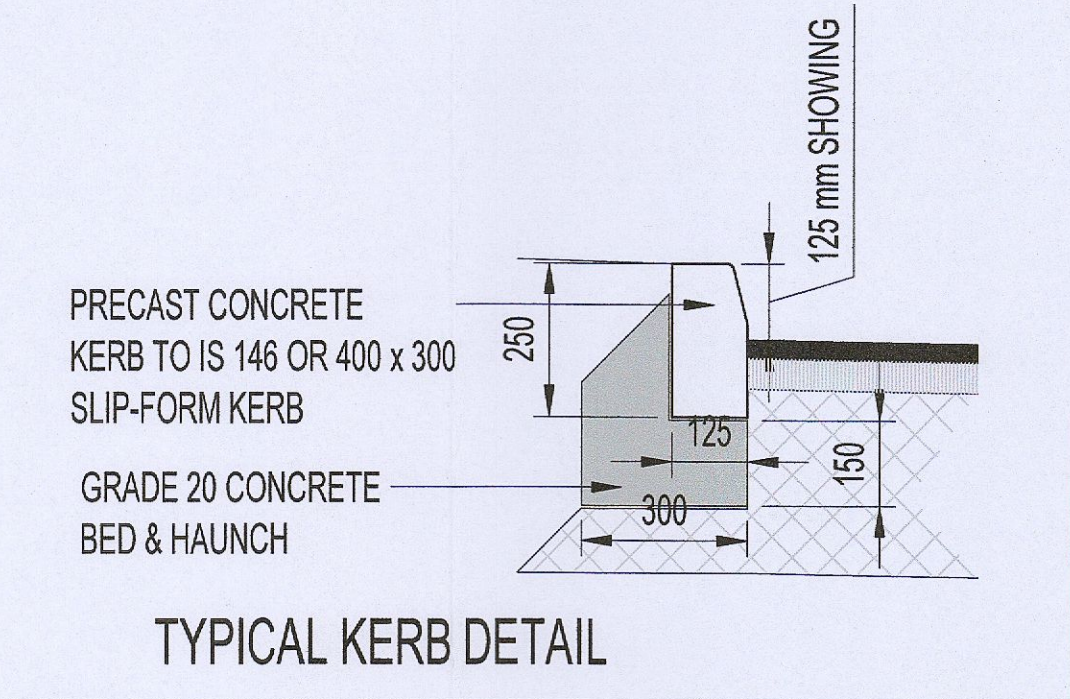 125 mm SHOWING
PRECAST CONCRETE
KERB TO IS 146 OR 400 x 300
SLIP-FORM KERB
250
125
150
GRADE 20 CONCRETE
BED & HAUNCH
300
TYPICAL KERB DETAIL